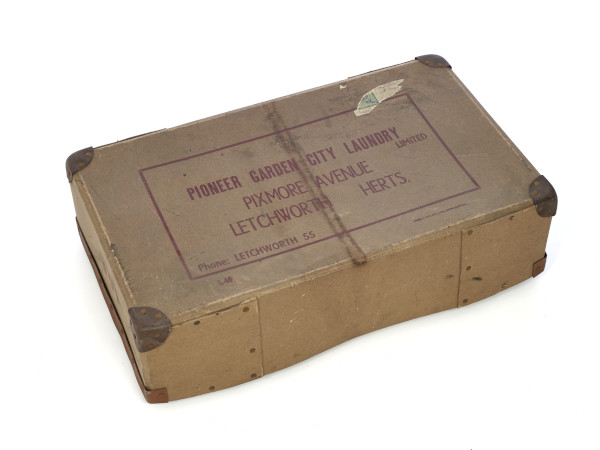 PIONEER GARDEN CITY LAUNDRY
LIMITED
PIXMORE AVENUE
LETCHWORTH HERTS.
Phone: LETCHWORTH 55